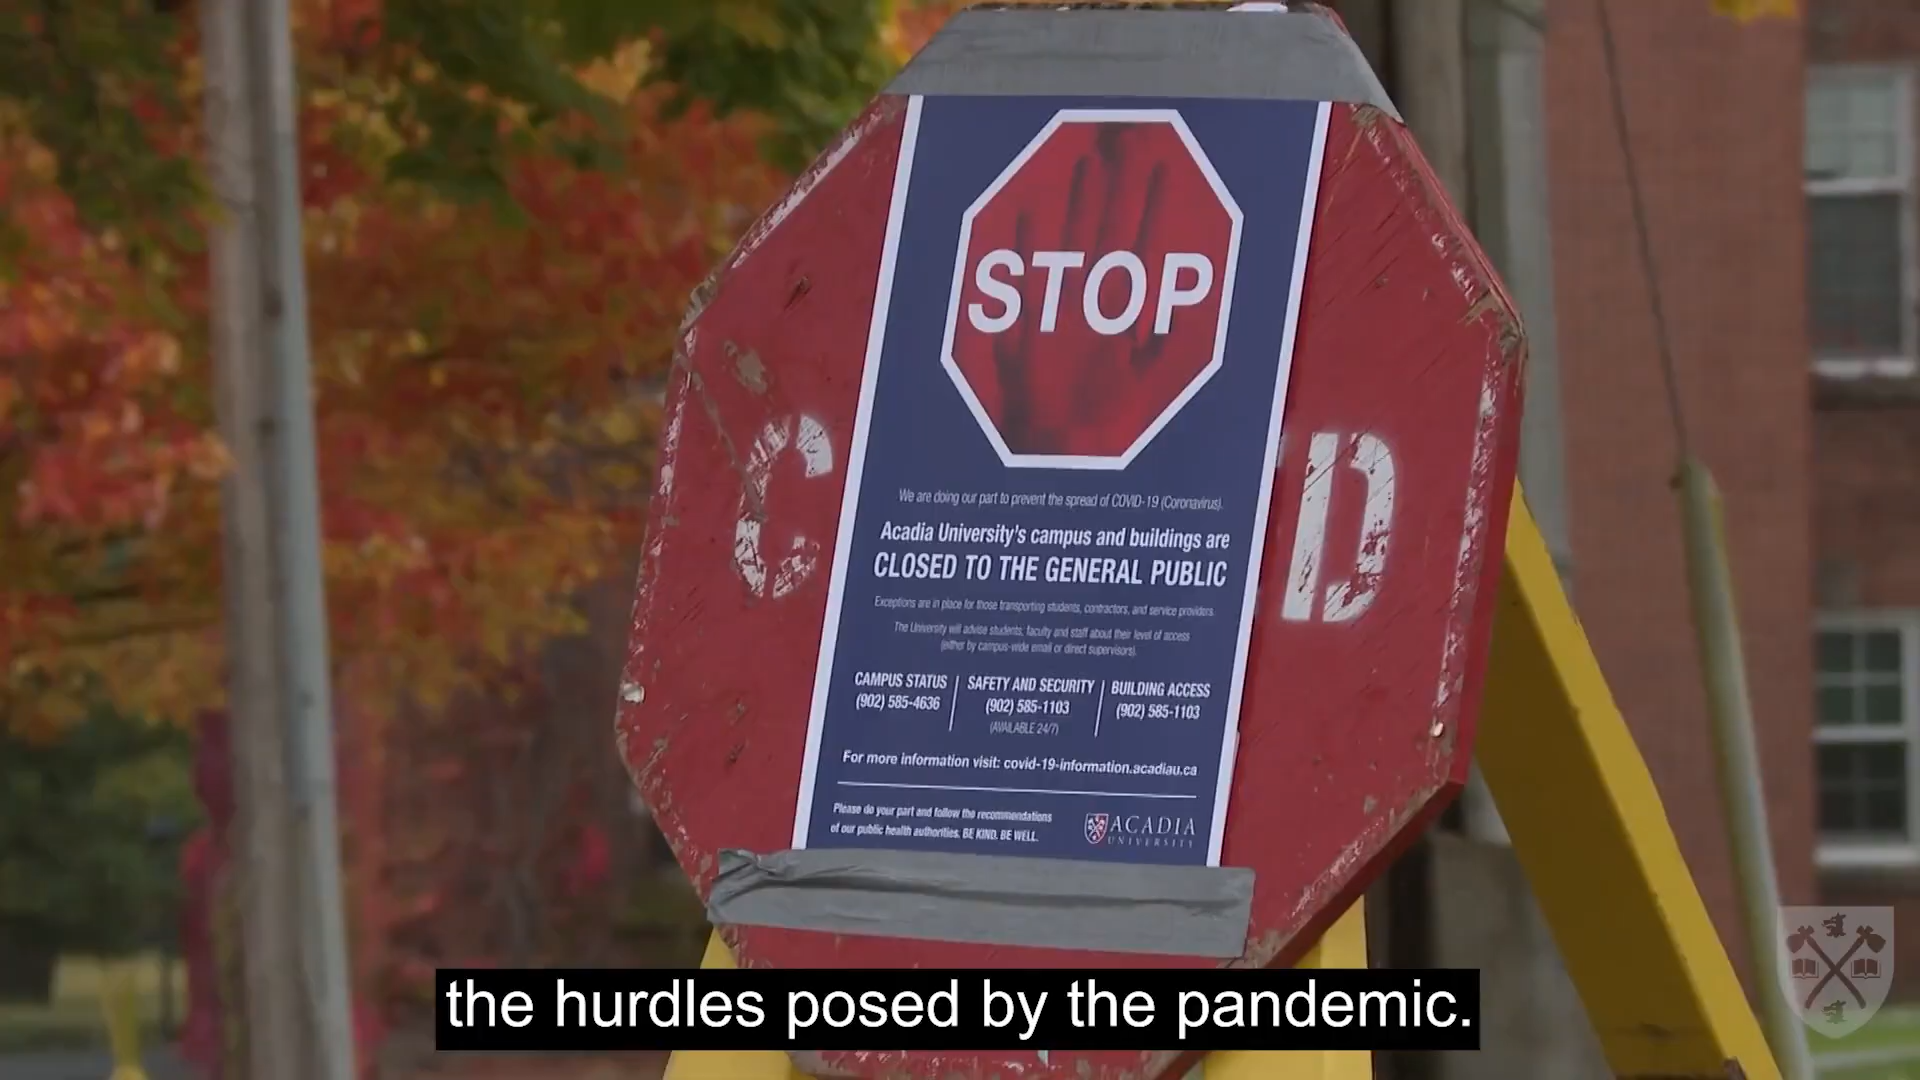 STOP
C D
We are doing our part to prevent the spread of COVID-19 (Coronavirus).
Acadia University's campus and buildings are
CLOSED TO THE GENERAL PUBLIC
Exceptions are in place for those transporting students, contractors, and service providers.
The University will advise students, faculty and staff about their level of access
(either by campus-wide email or direct supervisors).
CAMPUS STATUS
(902) 585-4636
SAFETY AND SECURITY
(902) 585-1103
(AVAILABLE 24/7)
BUILDING ACCESS
(902) 585-1103
For more information visit: covid-19-information.acadiau.ca
Please do your part and follow the recommendations
of our public health authorities. BE KIND. BE WELL.
ACADIA
UNIVERSITY
the hurdles posed by the pandemic.